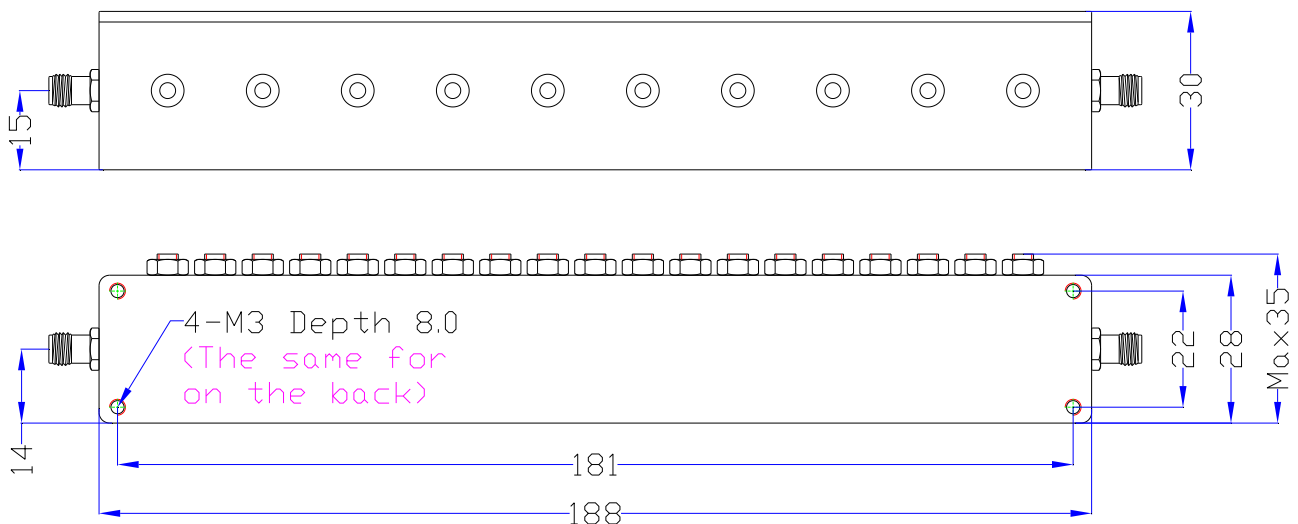 15
30
4-M3 Depth 8.0
(The same for
on the back)
14
22
28
Max35
181
188